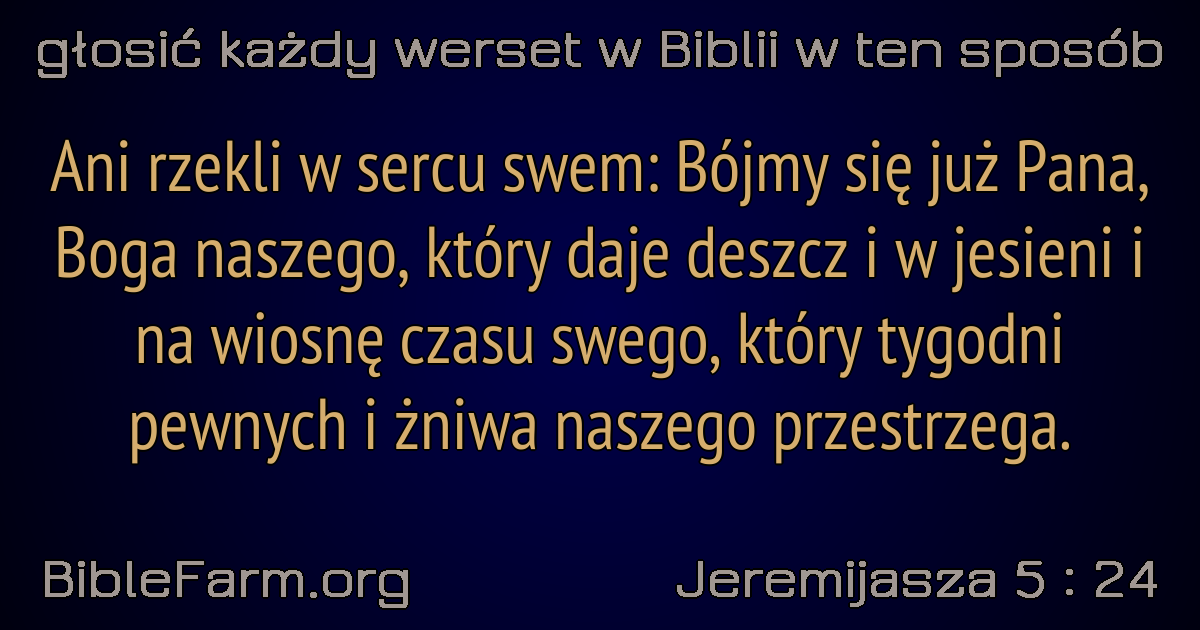 głosić każdy werset w Biblii w ten sposób
Ani rzekli w sercu swem: Bójmy się już Pana,
Boga naszego, który daje deszcz i w jesieni i
na wiosnę czasu swego, który tygodni
pewnych i żniwa naszego przestrzega.
BibleFarm.org
Jeremijasza 5 : 24